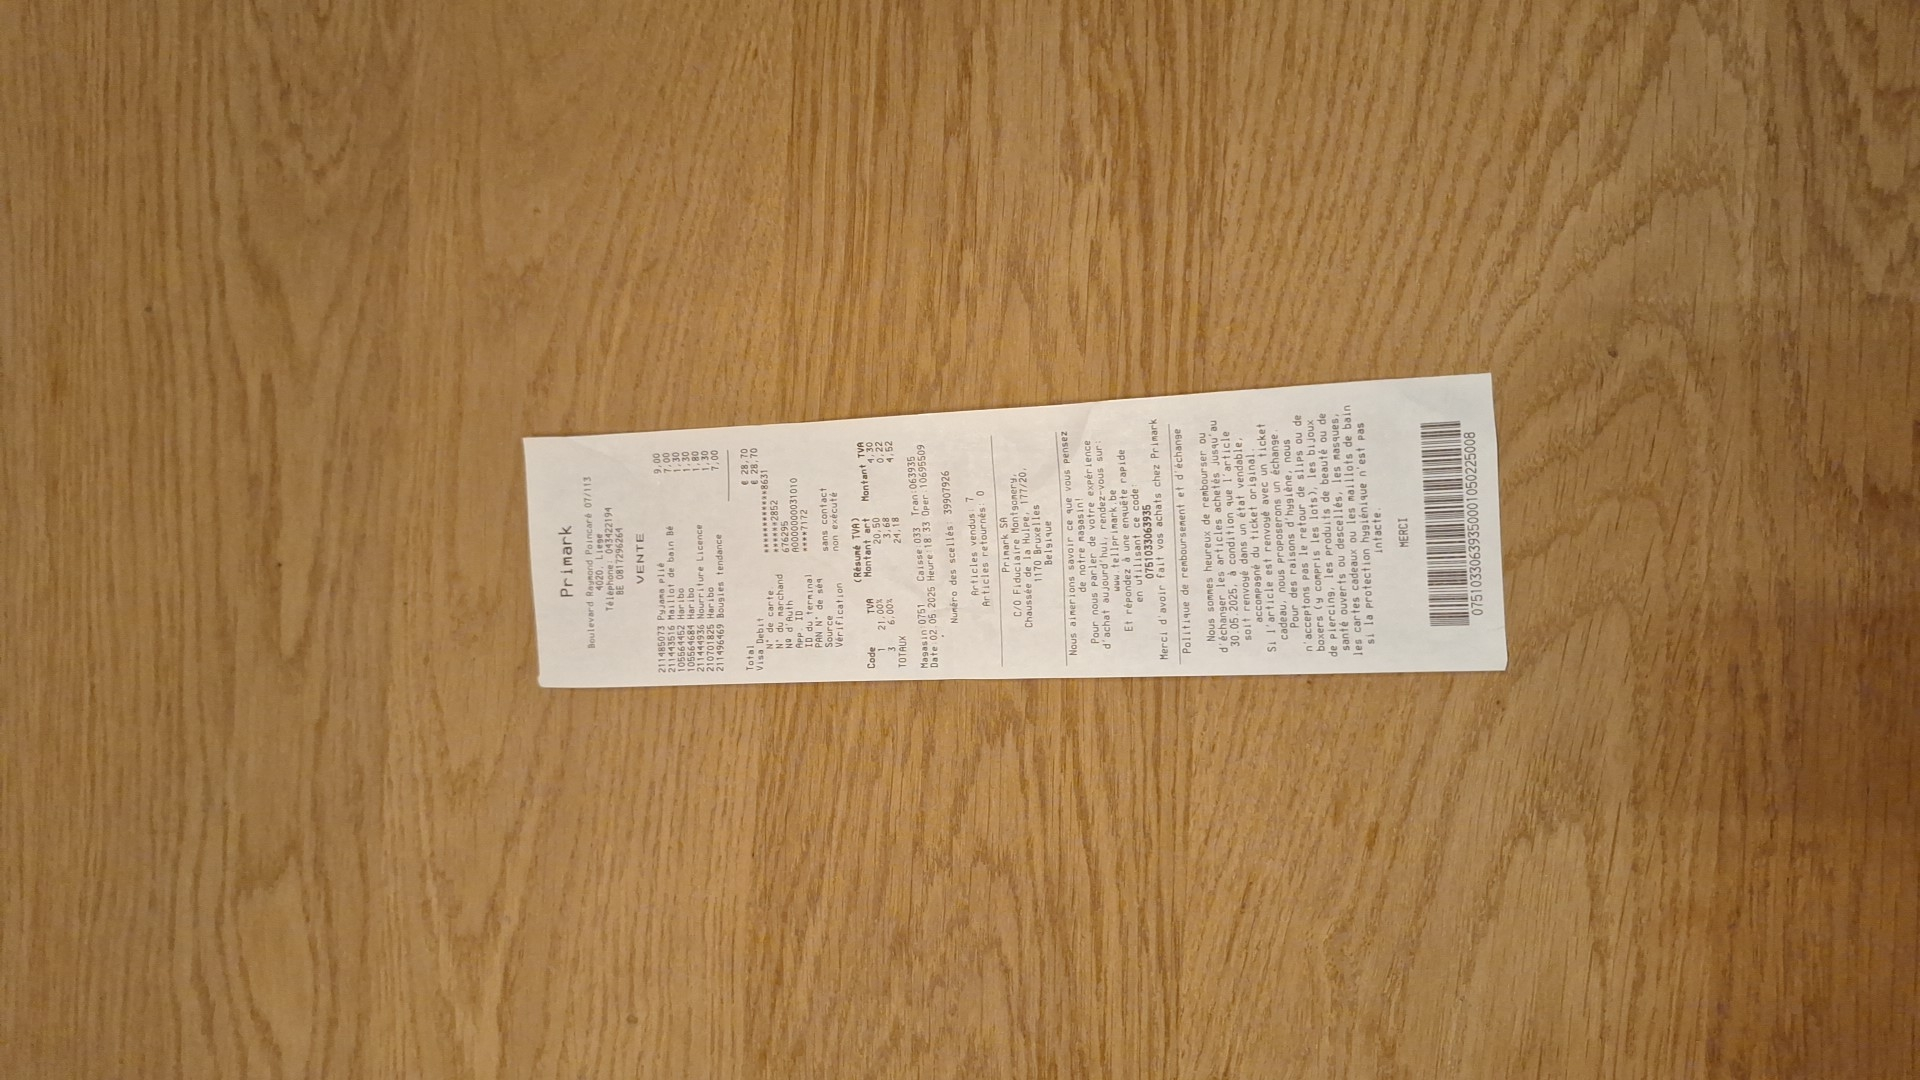 Primark
Boulevard Raymond Poincaré 07/113
4020, Liege
Téléphone: 043422194
BE 0817296264
VENTE
211485073 Pyjama plié 9,00
211443516 Maillot de bain Bé 7,00
105564452 Haribo 1,30
105564684 Haribo 1,30
211444936 Nourriture Licence 1,80
210701825 Haribo 1,30
211496469 Bougies tendance 7,00
Total € 28,70
Visa Debit € 28,70
N° de carte ************8631
N° du marchand ******2852
Nº d'Auth 676295
App. ID A0000000031010
ID du terminal ****7172
PAN N° de séq
Source sans contact
Vérification non exécuté
(Résumé TVA)
Code TVA Montant art Montant TVA
1 21,00% 20,50 4,30
3 6,00% 3,68 0,22
TOTAUX 24,18 4,52
Magasin:0751 Caisse:033 Tran:063935
Date:02.05.2025 Heure:18:33 Oper:10695509
Numéro des scellés: 39907926
Articles vendus: 7
Articles retournés: 0
Primark SA
C/O Fiduciaire Montgomery,
Chaussée de la Hulpe, 177/20,
1170 Bruxelles
Belgique
Nous aimerions savoir ce que vous pensez
de notre magasin
Pour nous parler de votre expérience
d'achat aujourd'hui, rendez-vous sur:
www.tellprimark.be
Et répondez à une enquête rapide
en utilisant ce code:
0751033063935
Merci d'avoir fait vos achats chez Primark
Politique de remboursement et d'échange
Nous sommes heureux de rembourser ou
d'échanger les articles achetés jusqu'au
30.05.2025, à condition que l'article
soit renvoyé dans un état vendable,
accompagné du ticket original.
Si l'article est renvoyé avec un ticket
cadeau, nous proposerons un échange.
Pour des raisons d'hygiène, nous
n'acceptons pas le retour de slips ou de
boxers (y compris les lots), les bijoux
de piercing, les produits de beauté ou de
santé ouverts ou descellés, les masques,
les cartes cadeaux ou les maillots de bain
si la protection hygiénique n'est pas
intacte.
MERCI
0751033063935000105022​5008